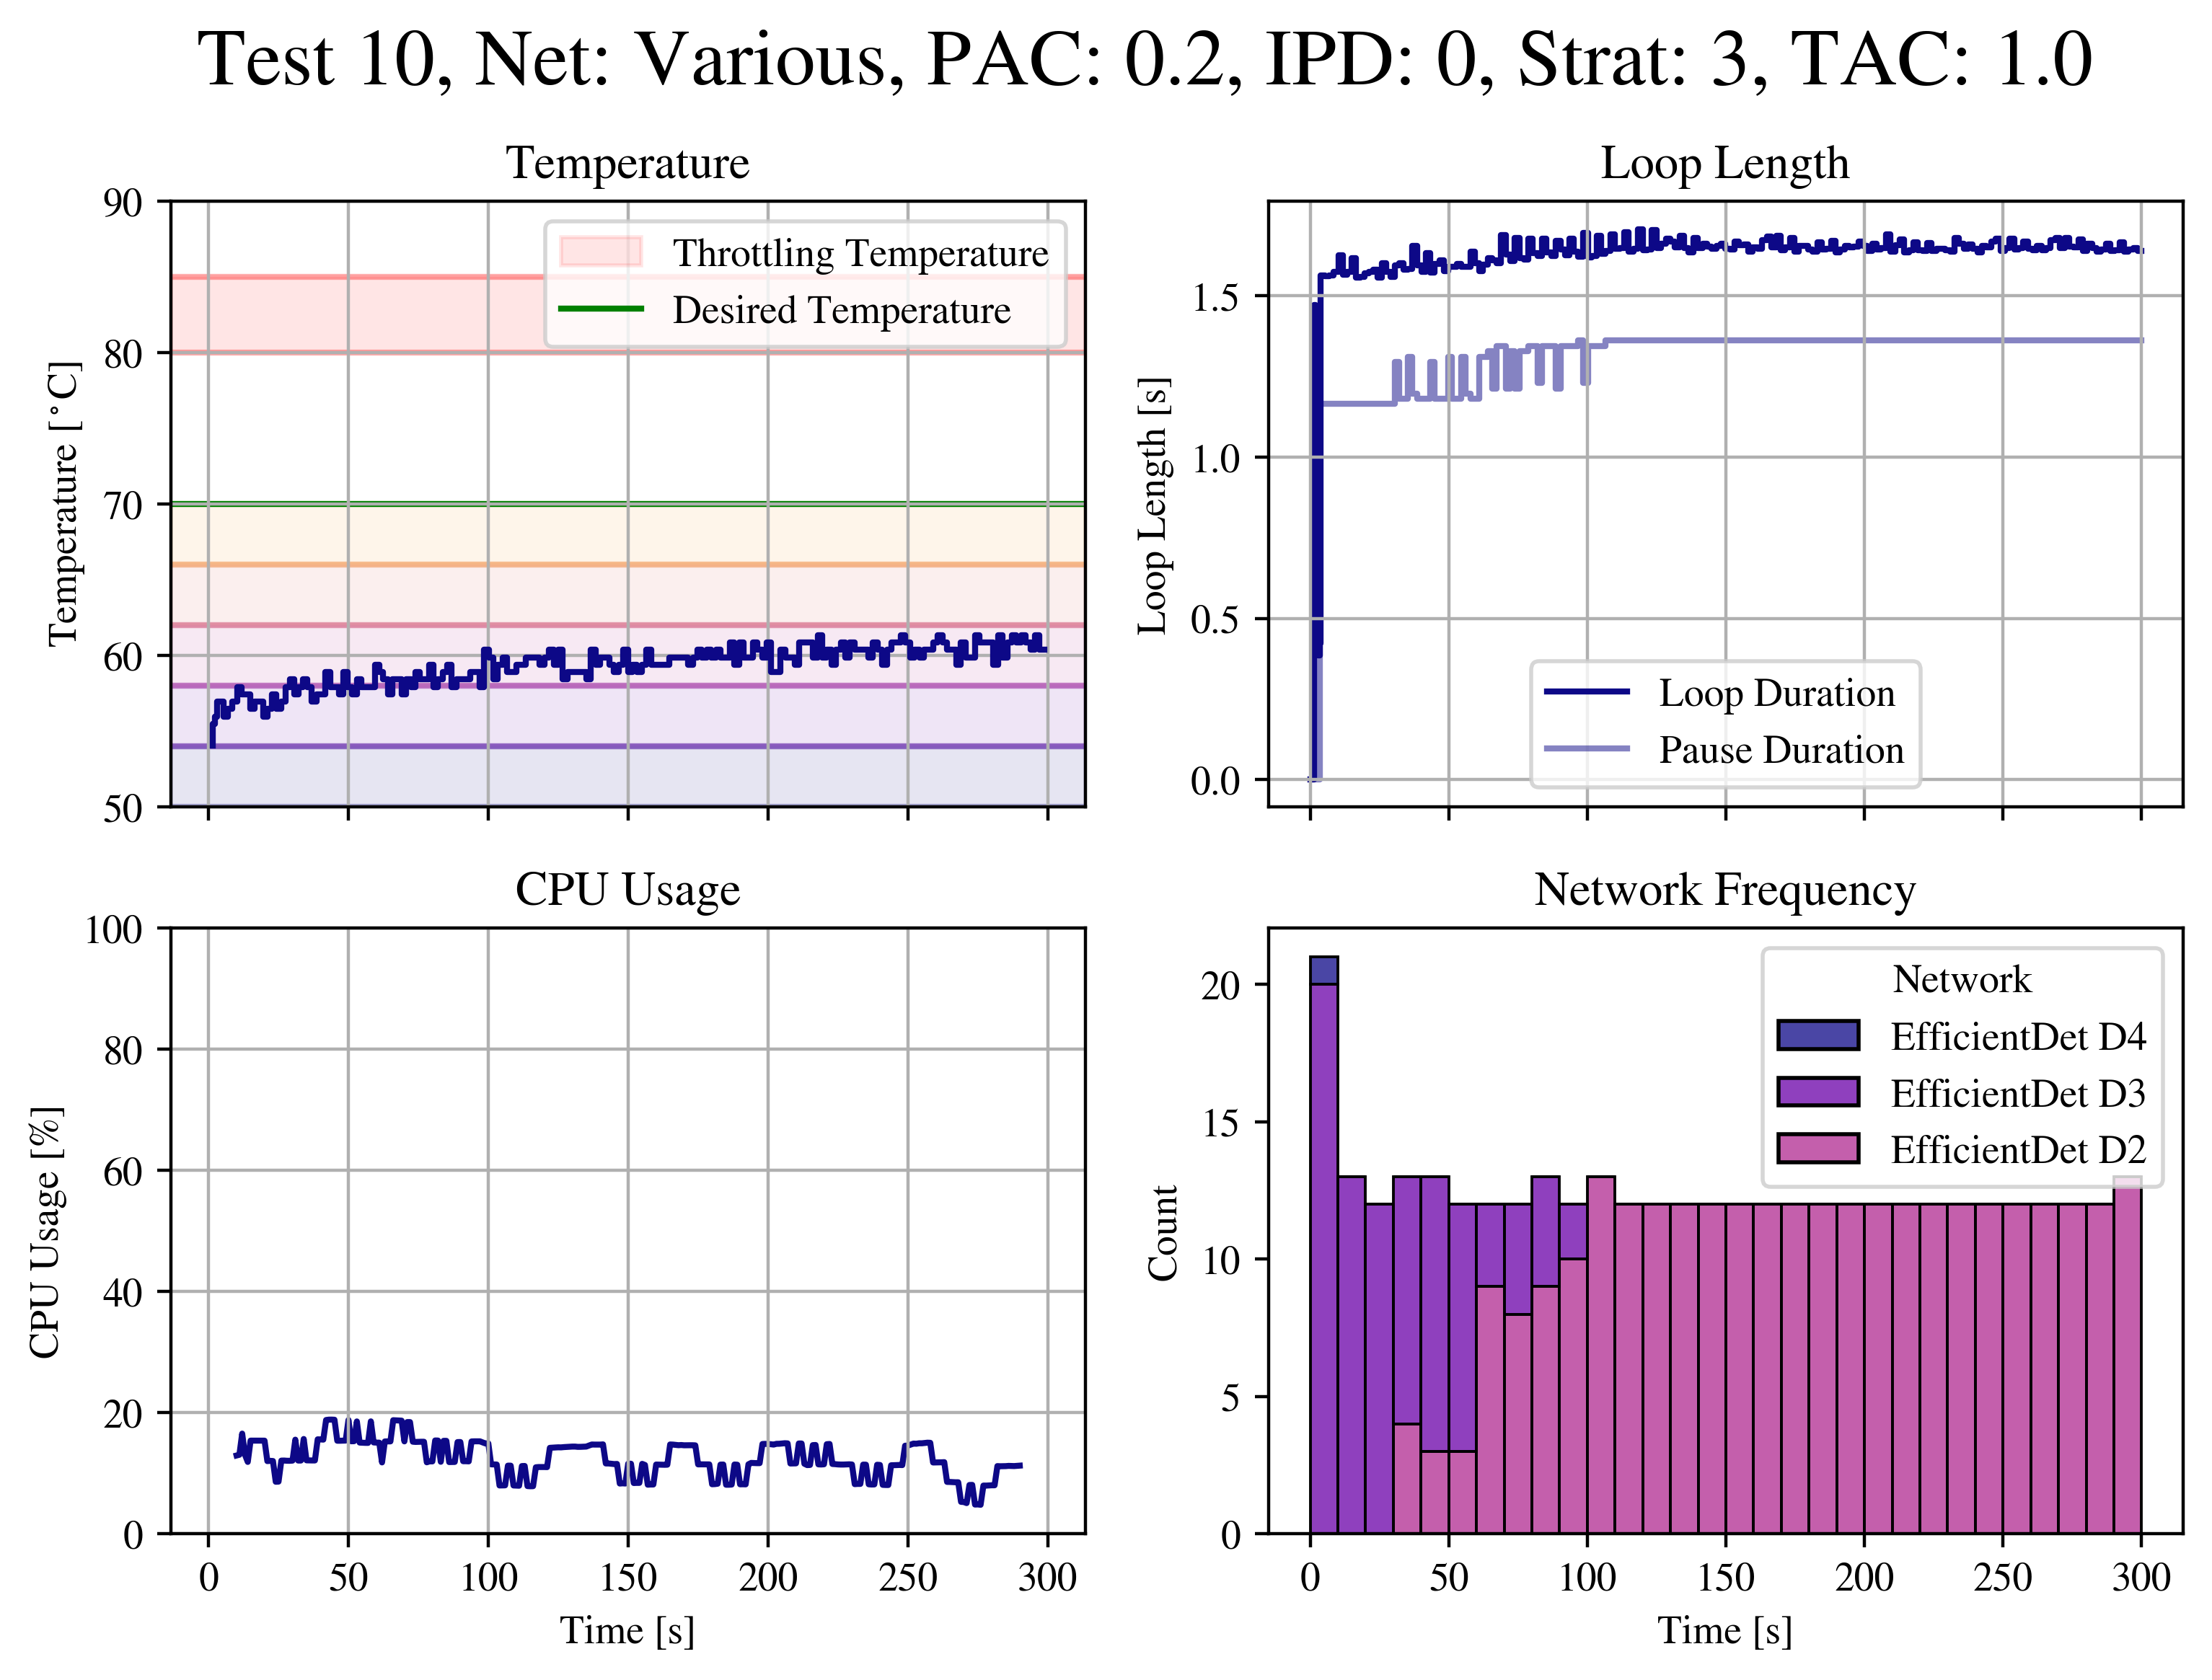 Test 10, Net: Various, PAC: 0.2, IPD: 0, Strat: 3, TAC: 1.0
Temperature
90
80
70
60
50
Temperature [°C]
Throttling Temperature
Desired Temperature
Loop Length
1.5
1.0
0.5
0.0
Loop Length [s]
Loop Duration
Pause Duration
CPU Usage
100
80
60
40
20
0
CPU Usage [%]
0 50 100 150 200 250 300
Time [s]
Network Frequency
20
15
10
5
0
Count
Network
EfficientDet D4
EfficientDet D3
EfficientDet D2
0 50 100 150 200 250 300
Time [s]